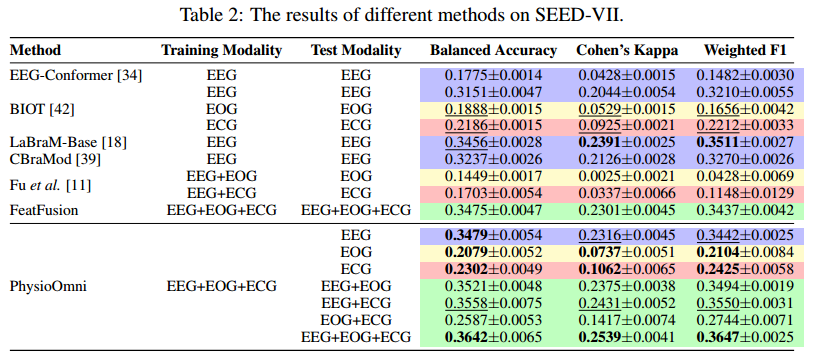 Table 2: The results of different methods on SEED-VII.
Method Training Modality Test Modality Balanced Accuracy Cohen's Kappa Weighted F1
EEG-Conformer [34] EEG EEG 0.1775±0.0014 0.0428±0.0015 0.1482±0.0030
EEG EEG 0.3151±0.0047 0.2044±0.0054 0.3210±0.0055
BIOT [42] EOG EOG 0.1888±0.0015 0.0529±0.0015 0.1656±0.0042
ECG ECG 0.2186±0.0015 0.0925±0.0021 0.2212±0.0033
LaBraM-Base [18] EEG EEG 0.3456±0.0028 0.2391±0.0025 0.3511±0.0027
CBraMod [39] EEG EEG 0.3237±0.0026 0.2126±0.0028 0.3270±0.0026
EEG+EOG EOG 0.1449±0.0017 0.0025±0.0021 0.0428±0.0069
Fu et al. [11]
EEG+ECG ECG 0.1703±0.0054 0.0337±0.0066 0.1148±0.0129
FeatFusion EEG+EOG+ECG EEG+EOG+ECG 0.3475±0.0047 0.2301±0.0045 0.3437±0.0042
EEG 0.3479±0.0054 0.2316±0.0045 0.3442±0.0025
EOG 0.2079±0.0052 0.0737±0.0051 0.2104±0.0084
ECG 0.2302±0.0049 0.1062±0.0065 0.2425±0.0058
PhysioOmni EEG+EOG+ECG EEG+EOG 0.3521±0.0048 0.2375±0.0038 0.3494±0.0019
EEG+ECG 0.3558±0.0075 0.2431±0.0052 0.3550±0.0031
EOG+ECG 0.2587±0.0053 0.1417±0.0074 0.2744±0.0071
EEG+EOG+ECG 0.3642±0.0065 0.2539±0.0041 0.3647±0.0025